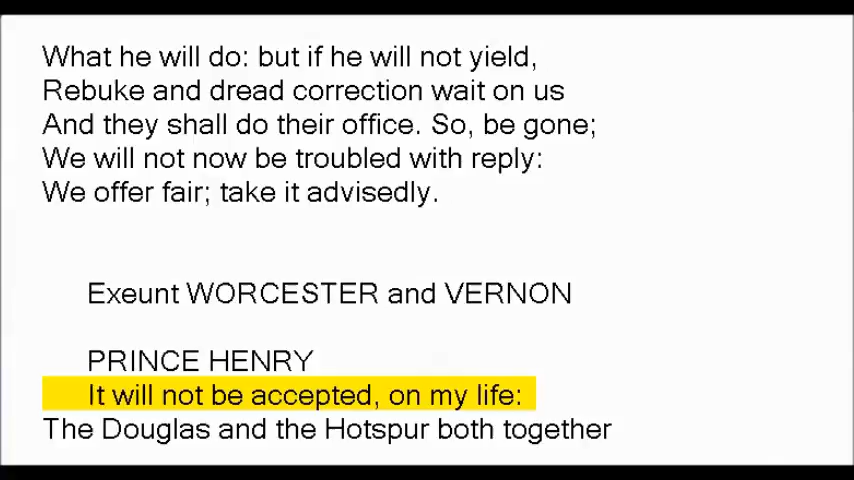 What he will do: but if he will not yield,
Rebuke and dread correction wait on us
And they shall do their office. So, be gone;
We will not now be troubled with reply:
We offer fair; take it advisedly.
Exeunt WORCESTER and VERNON
PRINCE HENRY
It will not be accepted, on my life:
The Douglas and the Hotspur both together